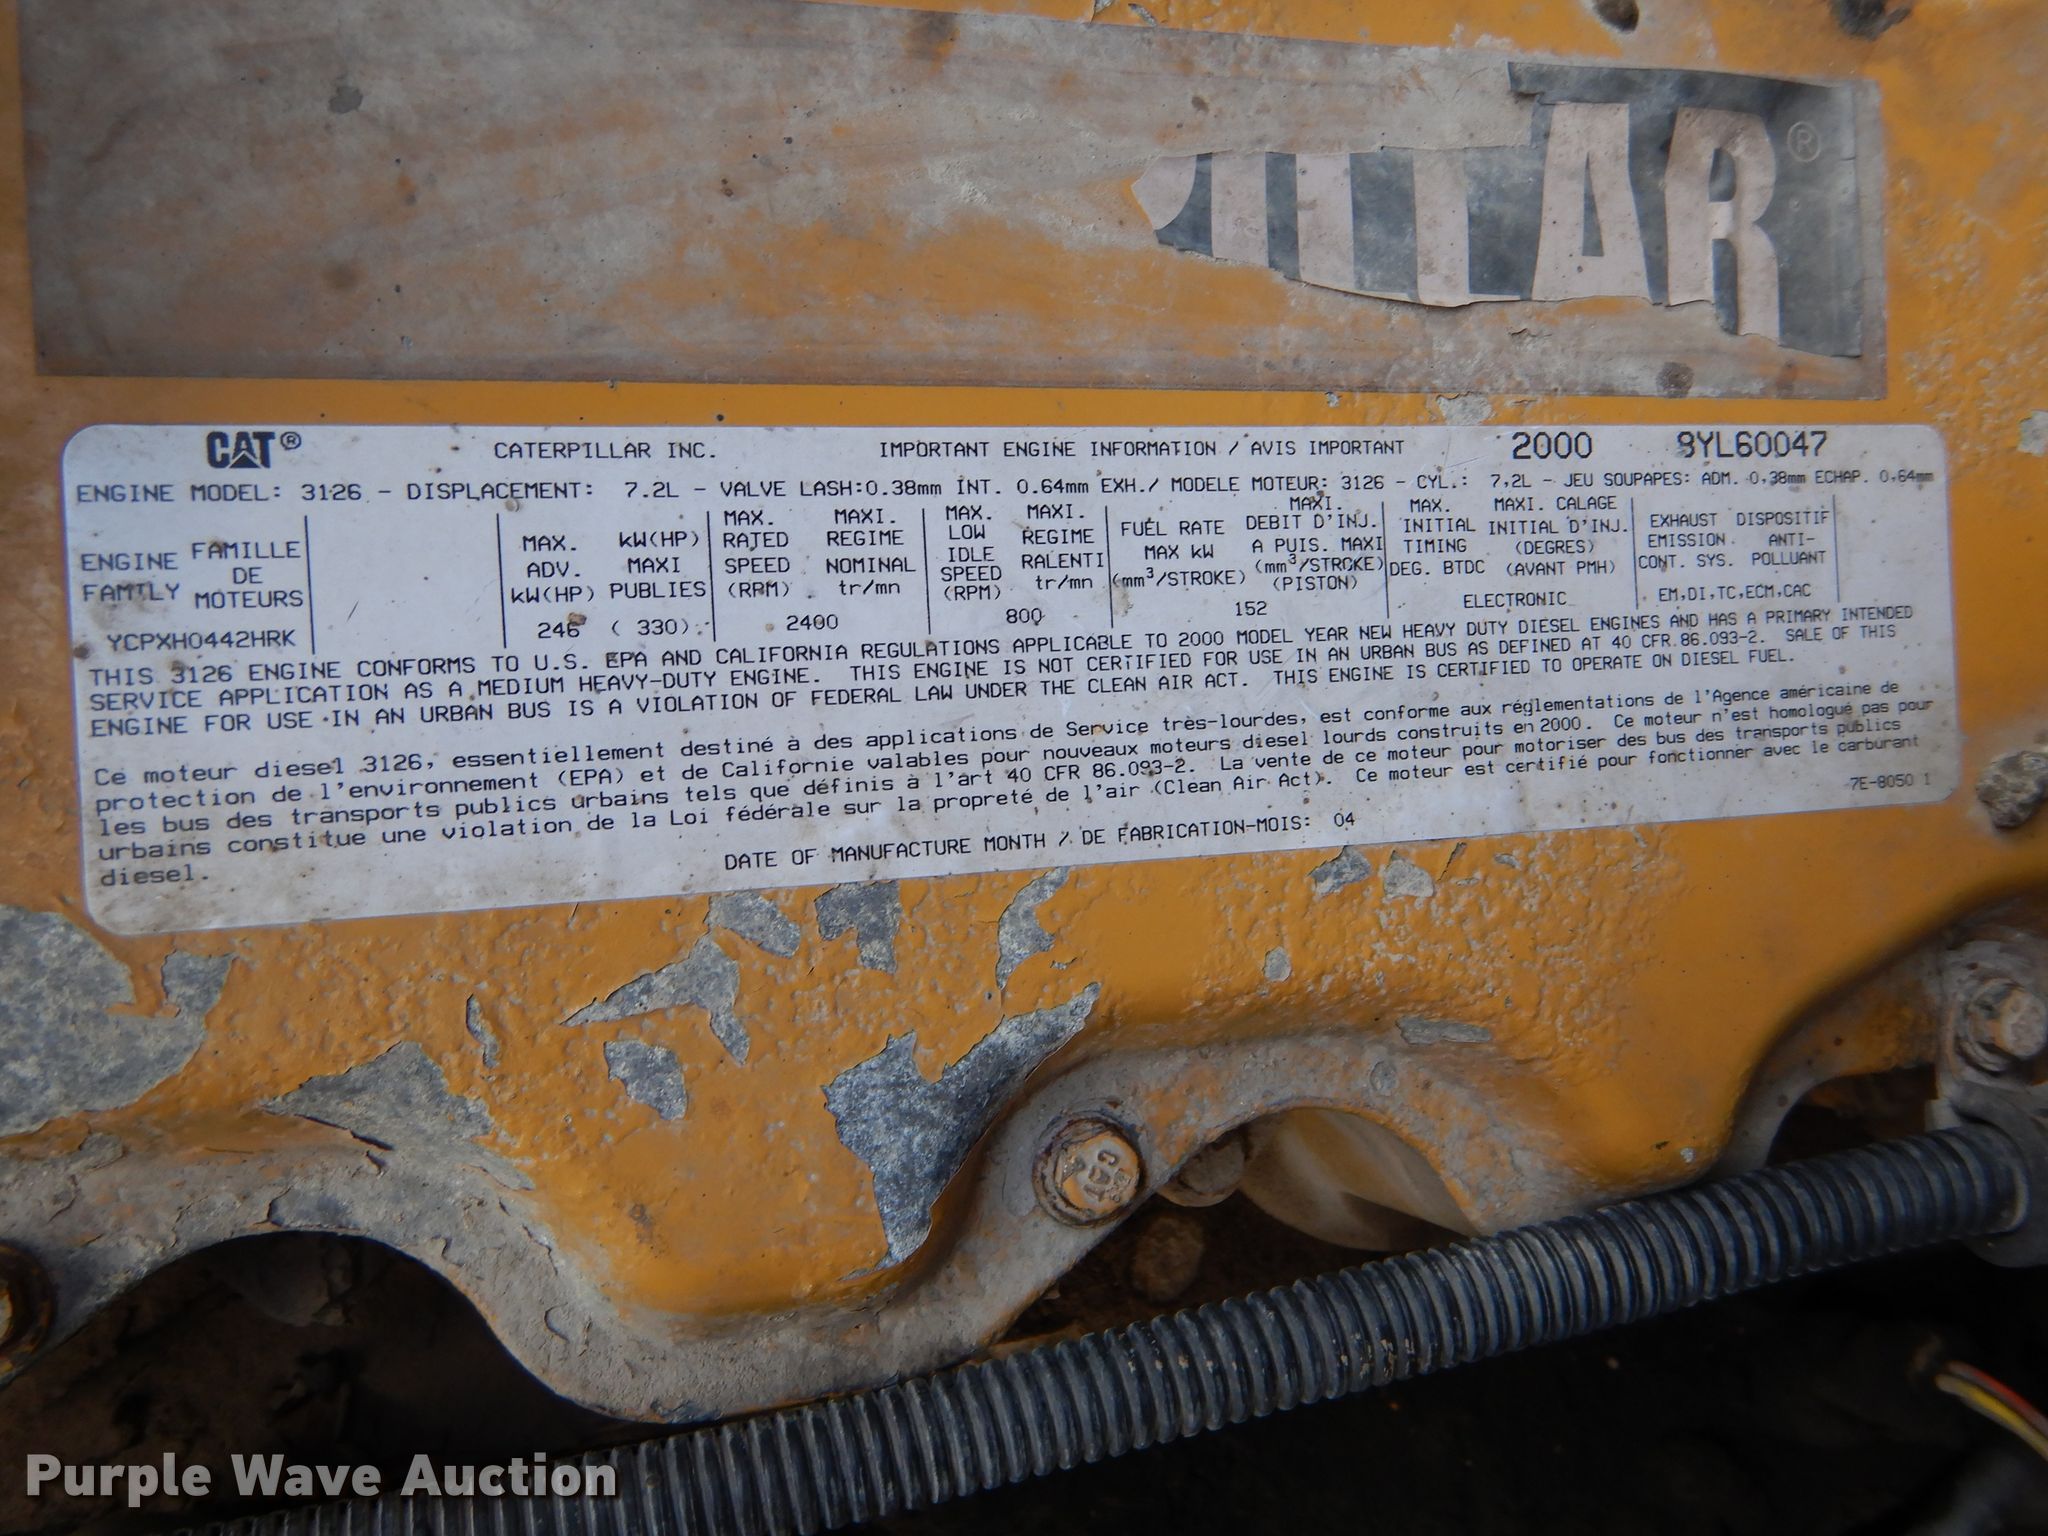 PILLAR®
CAT® CATERPILLAR INC. IMPORTANT ENGINE INFORMATION / AVIS IMPORTANT 2000 8YL60047
ENGINE MODEL: 3126 - DISPLACEMENT: 7.2L - VALVE LASH:0.38mm INT. 0.64mm EXH./ MODELE MOTEUR: 3126 - CYL.: 7,2L - JEU SOUPAPES: ADM. 0,38mm ECHAP. 0,64mm
ENGINE FAMILY
FAMILLE DE MOTEURS
YCPXH0442HRK
MAX. ADV. kW(HP)
kW(HP) MAXI PUBLIES
246 ( 330)
MAX. RATED SPEED (RPM)
MAXI. REGIME NOMINAL tr/mn
2400
MAX. LOW IDLE SPEED (RPM)
MAXI. REGIME RALENTI tr/mn
800
FUEL RATE MAX kW (mm³/STROKE)
MAXI. DEBIT D'INJ. A PUIS. MAXI (mm³/STROKE) (PISTON)
152
MAX. INITIAL TIMING DEG. BTDC
MAXI. CALAGE INITIAL D'INJ. (DEGRES) (AVANT PMH)
ELECTRONIC
EXHAUST EMISSION CONT. SYS.
DISPOSITIF ANTI-POLLUANT
EM,DI,TC,ECM,CAC
THIS 3126 ENGINE CONFORMS TO U.S. EPA AND CALIFORNIA REGULATIONS APPLICABLE TO 2000 MODEL YEAR NEW HEAVY DUTY DIESEL ENGINES AND HAS A PRIMARY INTENDED
SERVICE APPLICATION AS A MEDIUM HEAVY-DUTY ENGINE. THIS ENGINE IS NOT CERTIFIED FOR USE IN AN URBAN BUS AS DEFINED AT 40 CFR.86.093-2. SALE OF THIS
ENGINE FOR USE IN AN URBAN BUS IS A VIOLATION OF FEDERAL LAW UNDER THE CLEAN AIR ACT. THIS ENGINE IS CERTIFIED TO OPERATE ON DIESEL FUEL.
Ce moteur diesel 3126, essentiellement destiné à des applications de Service très-lourdes, est conforme aux réglementations de l'Agence américaine de
protection de l'environnement (EPA) et de Californie valables pour nouveaux moteurs diesel lourds construits en 2000. Ce moteur n'est homologué pas pour
les bus des transports publics urbains tels que définis à l'art 40 CFR 86.093-2. La vente de ce moteur pour motoriser des bus des transports publics
urbains constitue une violation de la Loi fédérale sur la propreté de l'air (Clean Air Act). Ce moteur est certifié pour fonctionner avec le carburant
diesel.
7E-8050 1
DATE OF MANUFACTURE MONTH / DE FABRICATION-MOIS: 04
CAT
Purple Wave Auction